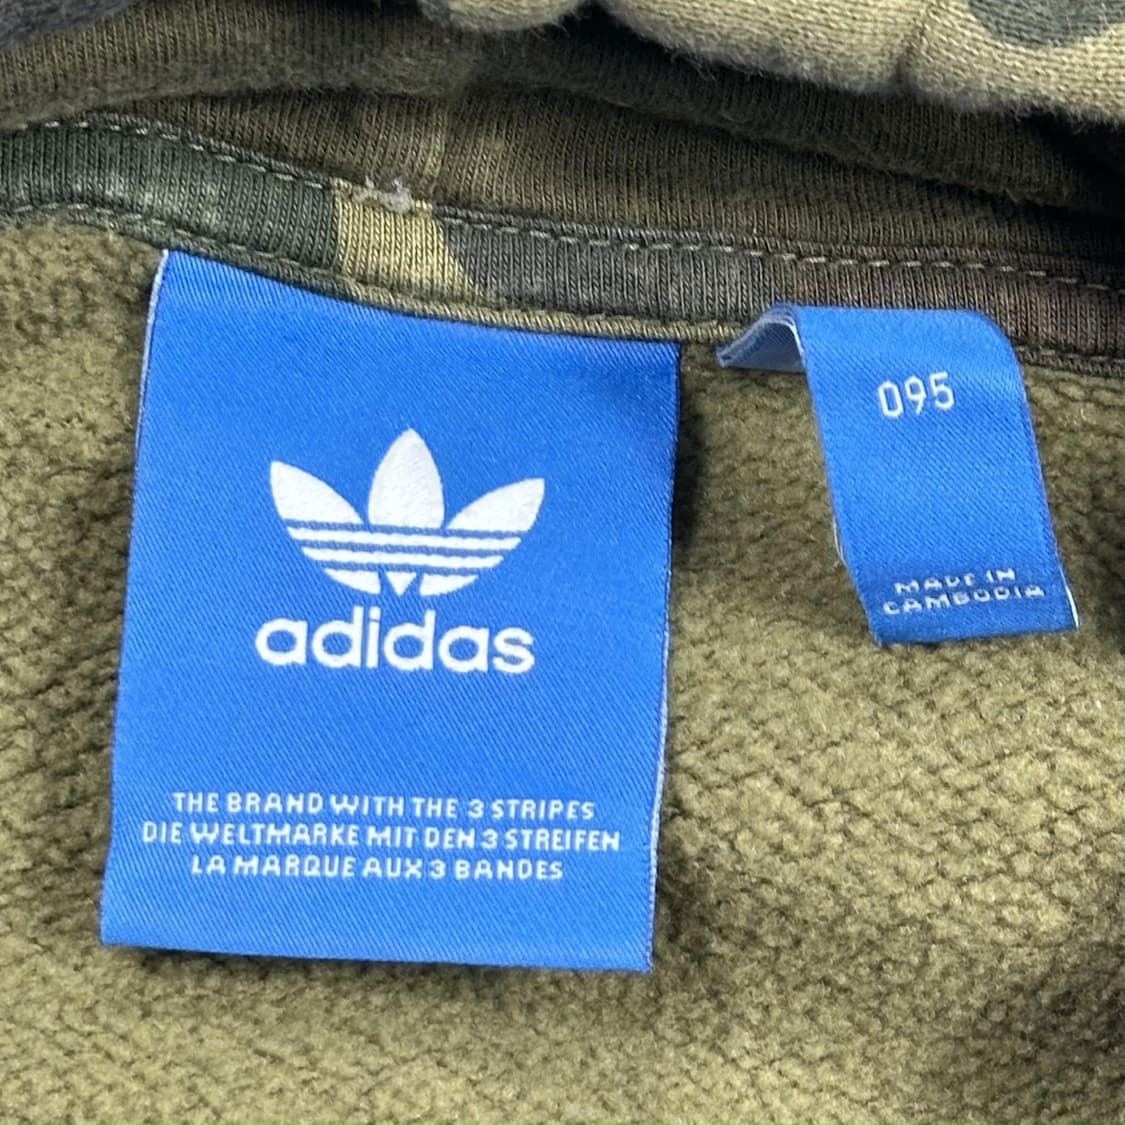 adidas
THE BRAND WITH THE 3 STRIPES
DIE WELTMARKE MIT DEN 3 STREIFEN
LA MARQUE AUX 3 BANDES
095
MADE IN
CAMBODIA